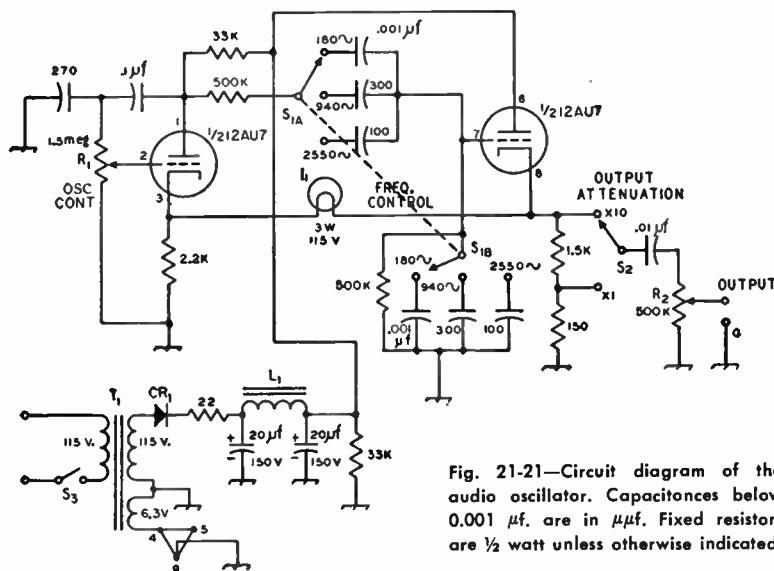 33K
.001 μf
180~
270
.1μf
500K
S1A
300
940~
100
2550~
1
1/2 12AU7
6
1/2 12AU7
7
8
1.5meg
R1
2
OSC
CONT
3
I1
3W
115 V
FREQ.
CONTROL
OUTPUT
ATTENUATION
X10
.01μf
S2
1.5K
X1
150
R2
500K
OUTPUT
G
2.2K
S1B
180~
940~
2550~
500K
.001
μf
300
100
T1
CR1
22
L1
115 V.
115 V.
20μf
150V
20μf
150V
33K
S3
6.3V
4
5
9
Fig. 21-21—Circuit diagram of the
audio oscillator. Capacitonces below
0.001 μf. are in μμf. Fixed resistor
are ½ watt unless otherwise indicated